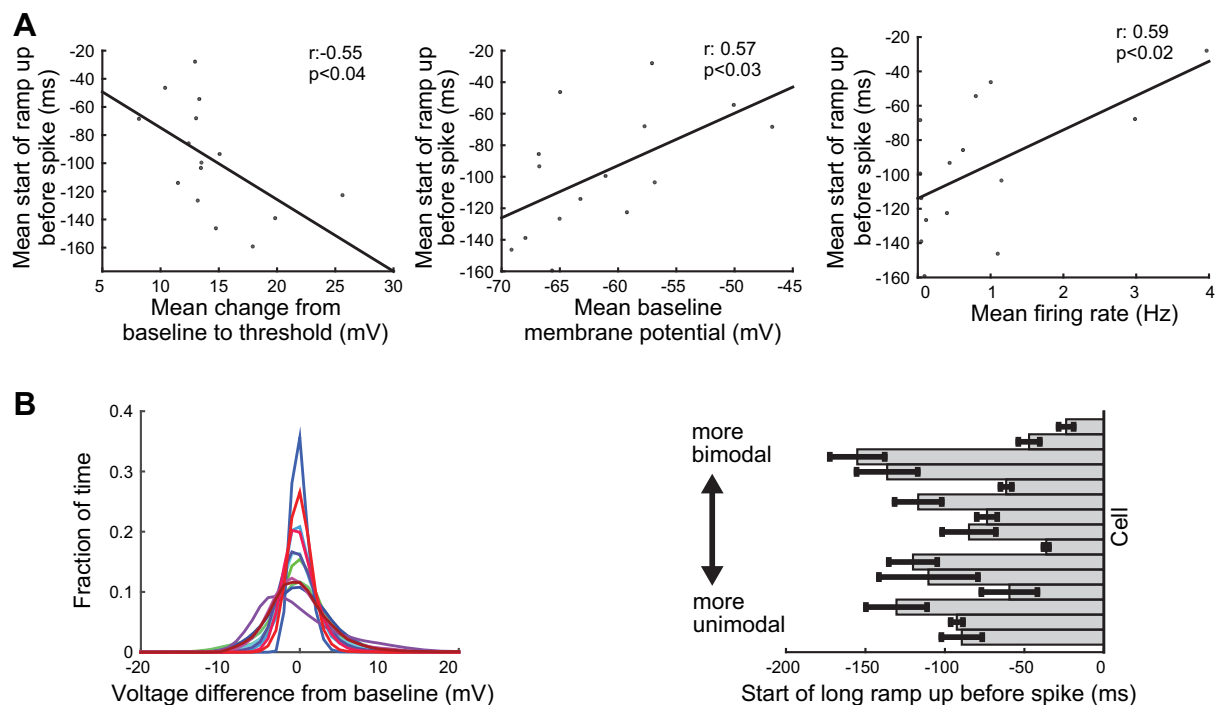 A
Mean start of ramp up
before spike (ms)
-20
-40
-60
-80
-100
-120
-140
-160
r:-0.55
p<0.04
5
10
15
20
25
30
Mean change from
baseline to threshold (mV)
Mean start of ramp up
before spike (ms)
-20
-40
-60
-80
-100
-120
-140
-160
r: 0.57
p<0.03
-70
-65
-60
-55
-50
-45
Mean baseline
membrane potential (mV)
Mean start of ramp up
before spike (ms)
-20
-40
-60
-80
-100
-120
-140
-160
r: 0.59
p<0.02
0
1
2
3
4
Mean firing rate (Hz)
B
Fraction of time
0.4
0.3
0.2
0.1
0
-20
-10
0
10
20
Voltage difference from baseline (mV)
more
bimodal
more
unimodal
Cell
-200
-150
-100
-50
0
Start of long ramp up before spike (ms)